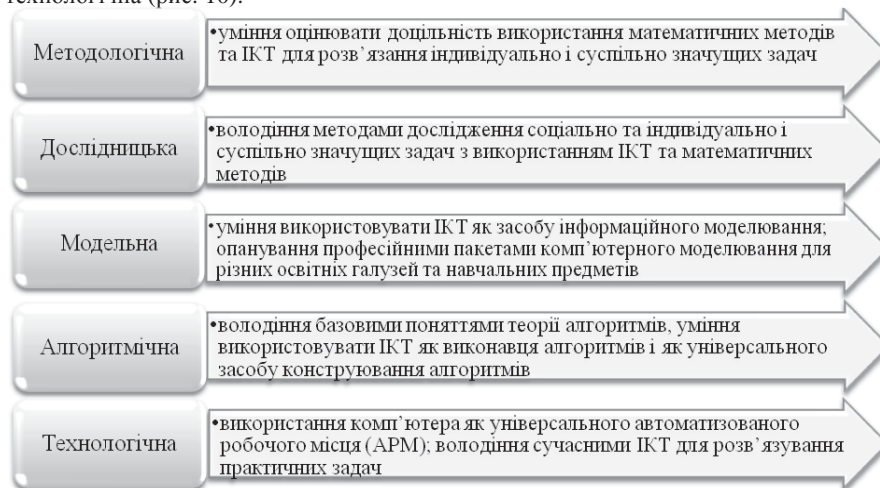 технологічна (рис. 10).
Методологічна
•уміння оцінювати доцільність використання математичних методів
та ІКТ для розв’язання індивідуально і суспільно значущих задач
Дослідницька
•володіння методами дослідження соціально та індивідуально і
суспільно значущих задач з використанням ІКТ та математичних
методів
Модельна
•уміння використовувати ІКТ як засобу інформаційного моделювання;
опанування професійними пакетами комп’ютерного моделювання для
різних освітніх галузей та навчальних предметів
Алгоритмічна
•володіння базовими поняттями теорії алгоритмів, уміння
використовувати ІКТ як виконавця алгоритмів і як універсального
засобу конструювання алгоритмів
Технологічна
•використання комп’ютера як універсального автоматизованого
робочого місця (АРМ); володіння сучасними ІКТ для розв’язування
практичних задач